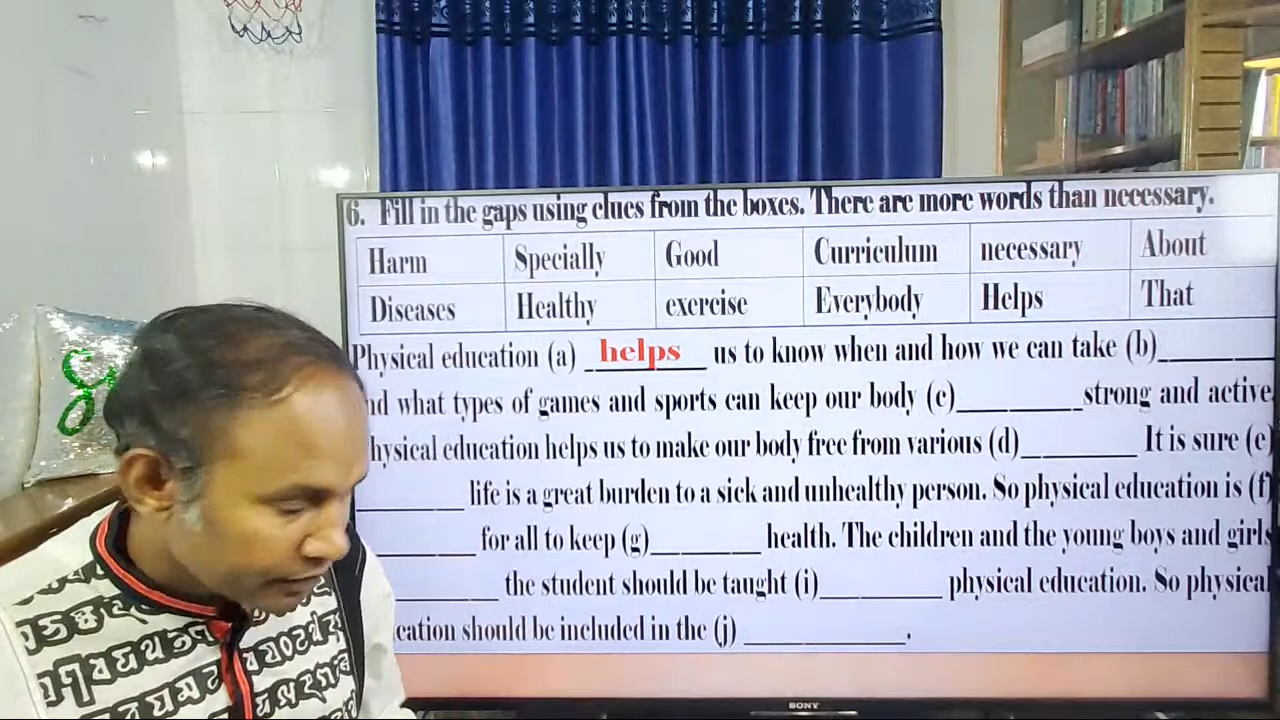 6. Fill in the gaps using clues from the boxes. There are more words than necessary.
Harm Specially Good Curriculum necessary About
Diseases Healthy exercise Everybody Helps That
Physical education (a) helps us to know when and how we can take (b)
nd what types of games and sports can keep our body (c) strong and active
hysical education helps us to make our body free from various (d) It is sure (e)
life is a great burden to a sick and unhealthy person. So physical education is (f)
for all to keep (g) health. The children and the young boys and girls
the student should be taught (i) physical education. So physical
cation should be included in the (j) .
SONY